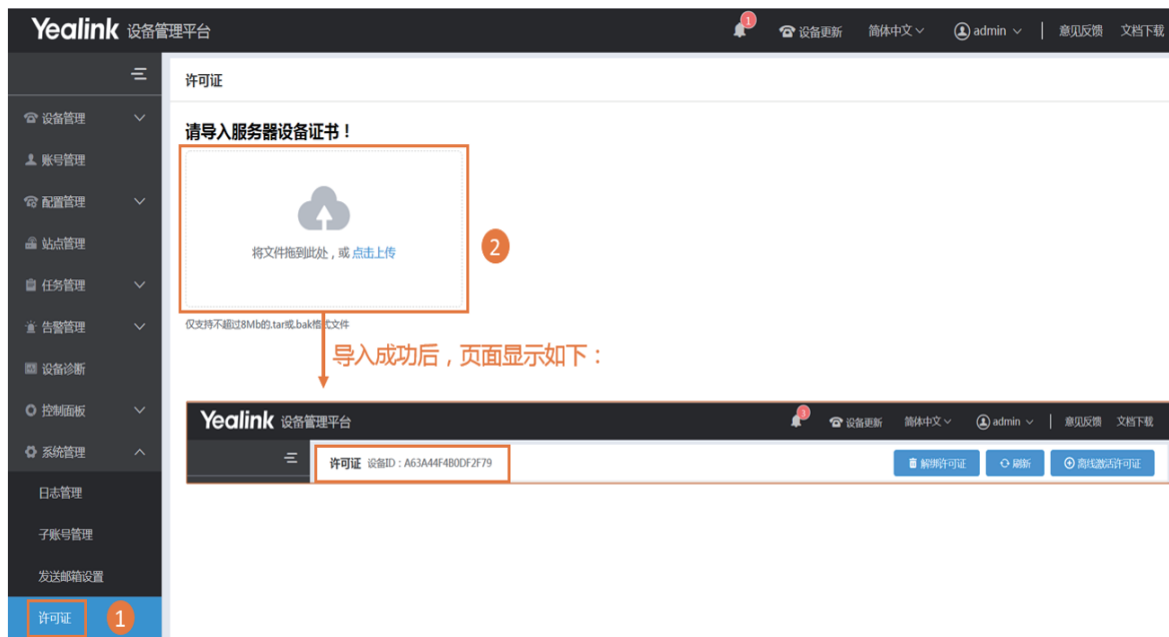 Yealink 设备管理平台
1
设备更新
简体中文
admin
意见反馈
文档下载
设备管理
账号管理
配置管理
站点管理
任务管理
告警管理
设备诊断
控制面板
系统管理
日志管理
子账号管理
发送邮箱设置
许可证
1
许可证
请导入服务器设备证书！
将文件拖到此处，或 点击上传
2
仅支持不超过8Mb的.tar或.bak格式文件
导入成功后，页面显示如下：
Yealink 设备管理平台
3
设备更新
简体中文
admin
意见反馈
文档下载
许可证 设备ID：A63A44F4B0DF2F79
解绑许可证
刷新
离线激活许可证